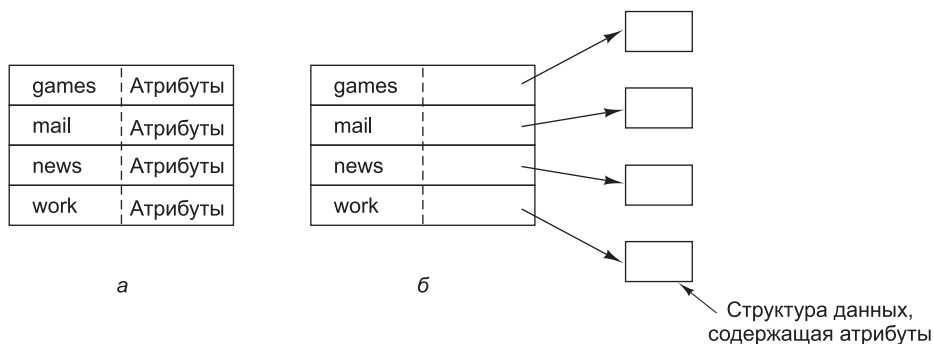 games Атрибуты
mail Атрибуты
news Атрибуты
work Атрибуты
а
games
mail
news
work
б
Структура данных,
содержащая атрибуты